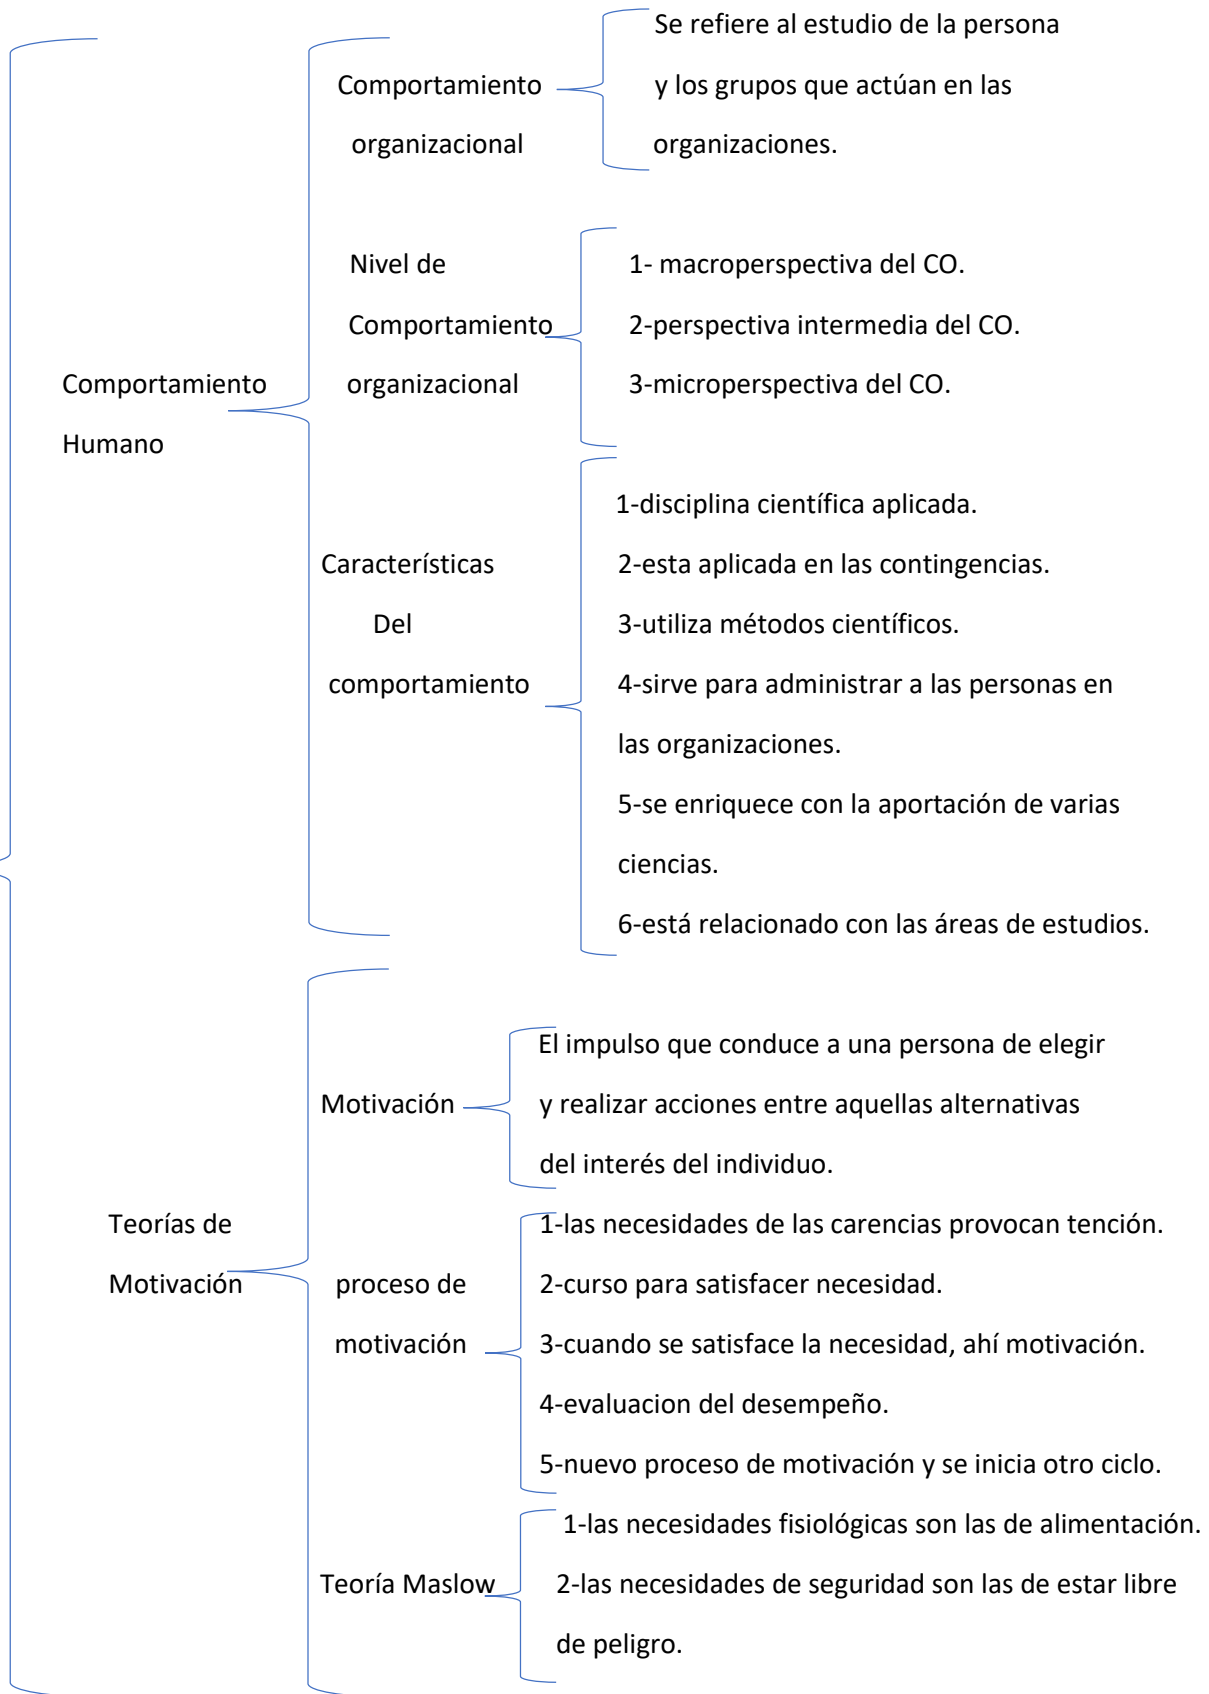 Comportamiento
Humano
Comportamiento
organizacional
Se refiere al estudio de la persona
y los grupos que actúan en las
organizaciones.
Nivel de
Comportamiento
organizacional
1- macroperspectiva del CO.
2-perspectiva intermedia del CO.
3-microperspectiva del CO.
Características
Del
comportamiento
1-disciplina científica aplicada.
2-esta aplicada en las contingencias.
3-utiliza métodos científicos.
4-sirve para administrar a las personas en
las organizaciones.
5-se enriquece con la aportación de varias
ciencias.
6-está relacionado con las áreas de estudios.
Teorías de
Motivación
Motivación
El impulso que conduce a una persona de elegir
y realizar acciones entre aquellas alternativas
del interés del individuo.
proceso de
motivación
1-las necesidades de las carencias provocan tención.
2-curso para satisfacer necesidad.
3-cuando se satisface la necesidad, ahí motivación.
4-evaluacion del desempeño.
5-nuevo proceso de motivación y se inicia otro ciclo.
Teoría Maslow
1-las necesidades fisiológicas son las de alimentación.
2-las necesidades de seguridad son las de estar libre
de peligro.